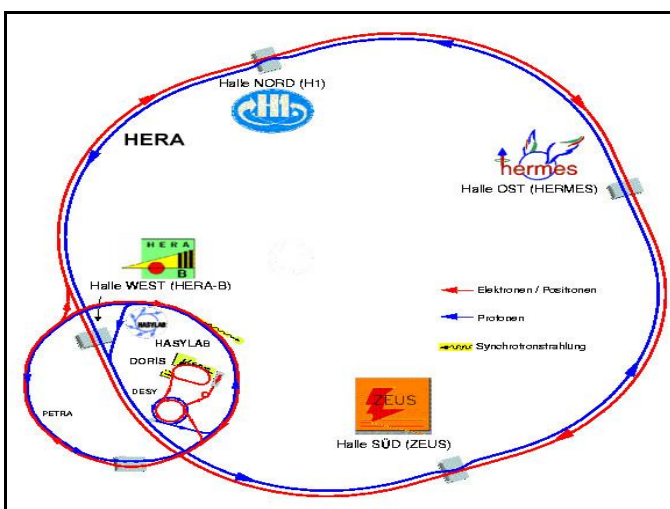 Halle NORD (H1)
H1
HERA
hermes
Halle OST (HERMES)
HERA
B
Halle WEST (HERA-B)
HASYLAB
HASYLAB
DORIS
DESY
PETRA
Elektronen / Positronen
Protonen
Synchrotronstrahlung
ZEUS
Halle SÜD (ZEUS)